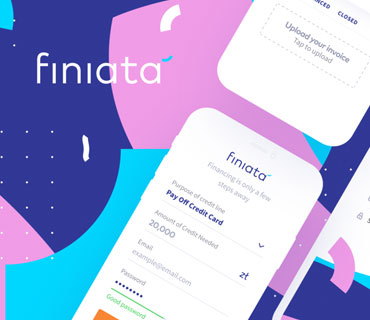 finiata
NCED CLOSED
Upload your invoice
Tap to upload
finiata
Financing is only a few
steps away.
Purpose of credit line
Pay Off Credit Card
Amount of Credit Needed
20,000
zł
Email
example@email.com
Password
Good password